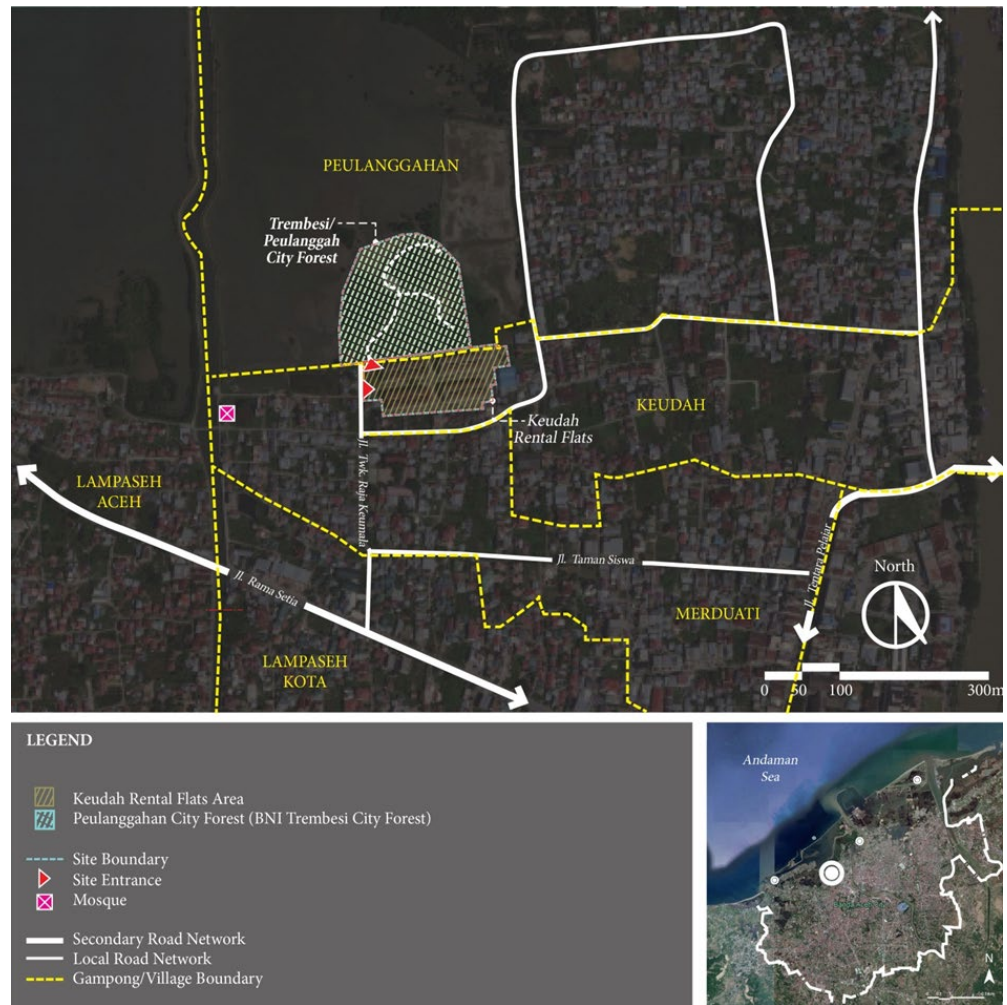 PEULANGGAHAN
Trembesi/
Peulanggah
City Forest
KEUDAH
Keudah
Rental Flats
LAMPASEH
ACEH
Jl. Twk. Raja Keumala
Jl. Rama Setia
Jl. Taman Siswa
Jl. Tentara Pelajar
North
MERDUATI
LAMPASEH
KOTA
0 50 100 300m
LEGEND
Keudah Rental Flats Area
Peulanggahan City Forest (BNI Trembesi City Forest)
Site Boundary
Site Entrance
Mosque
Secondary Road Network
Local Road Network
Gampong/Village Boundary
Andaman
Sea
N